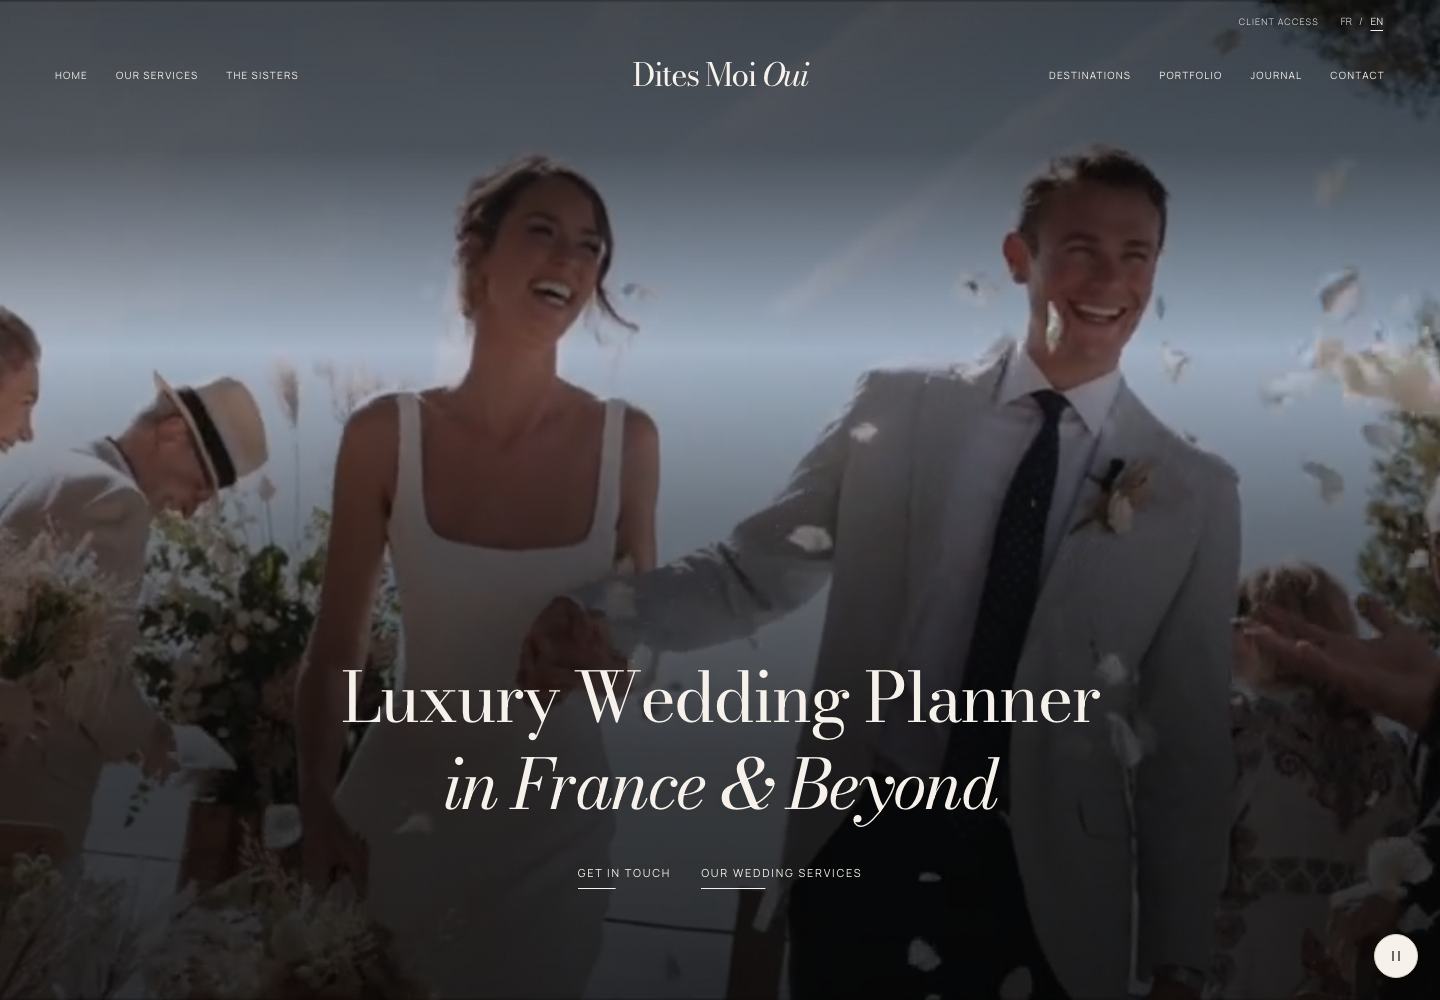 CLIENT ACCESS FR / EN
HOME OUR SERVICES THE SISTERS Dites Moi Oui DESTINATIONS PORTFOLIO JOURNAL CONTACT
Luxury Wedding Planner
in France & Beyond
GET IN TOUCH OUR WEDDING SERVICES